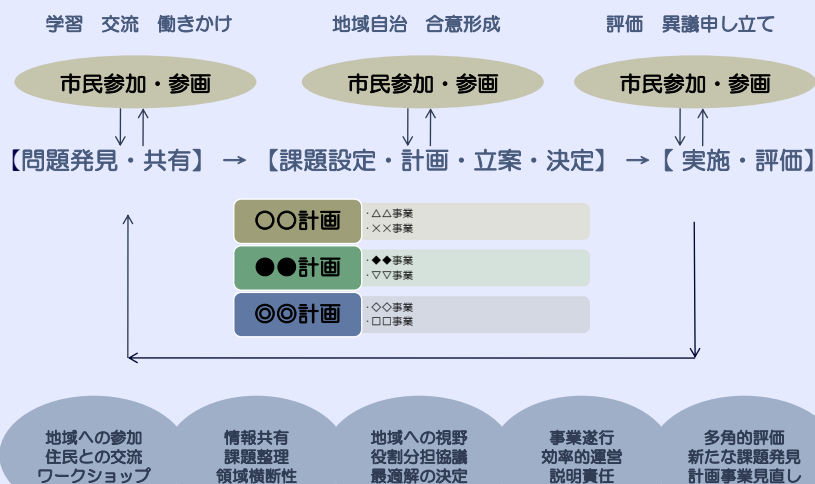 学習　交流　働きかけ
地域自治　合意形成
評価　異議申し立て
市民参加・参画
市民参加・参画
市民参加・参画
【問題発見・共有】 → 【課題設定・計画・立案・決定】 →【 実施・評価】
〇〇計画
・△△事業
・××事業
●●計画
・◆◆事業
・▽▽事業
◎◎計画
・◇◇事業
・□□事業
地域への参加
住民との交流
ワークショップ
情報共有
課題整理
領域横断性
地域への視野
役割分担協議
最適解の決定
事業遂行
効率的運営
説明責任
多角的評価
新たな課題発見
計画事業見直し